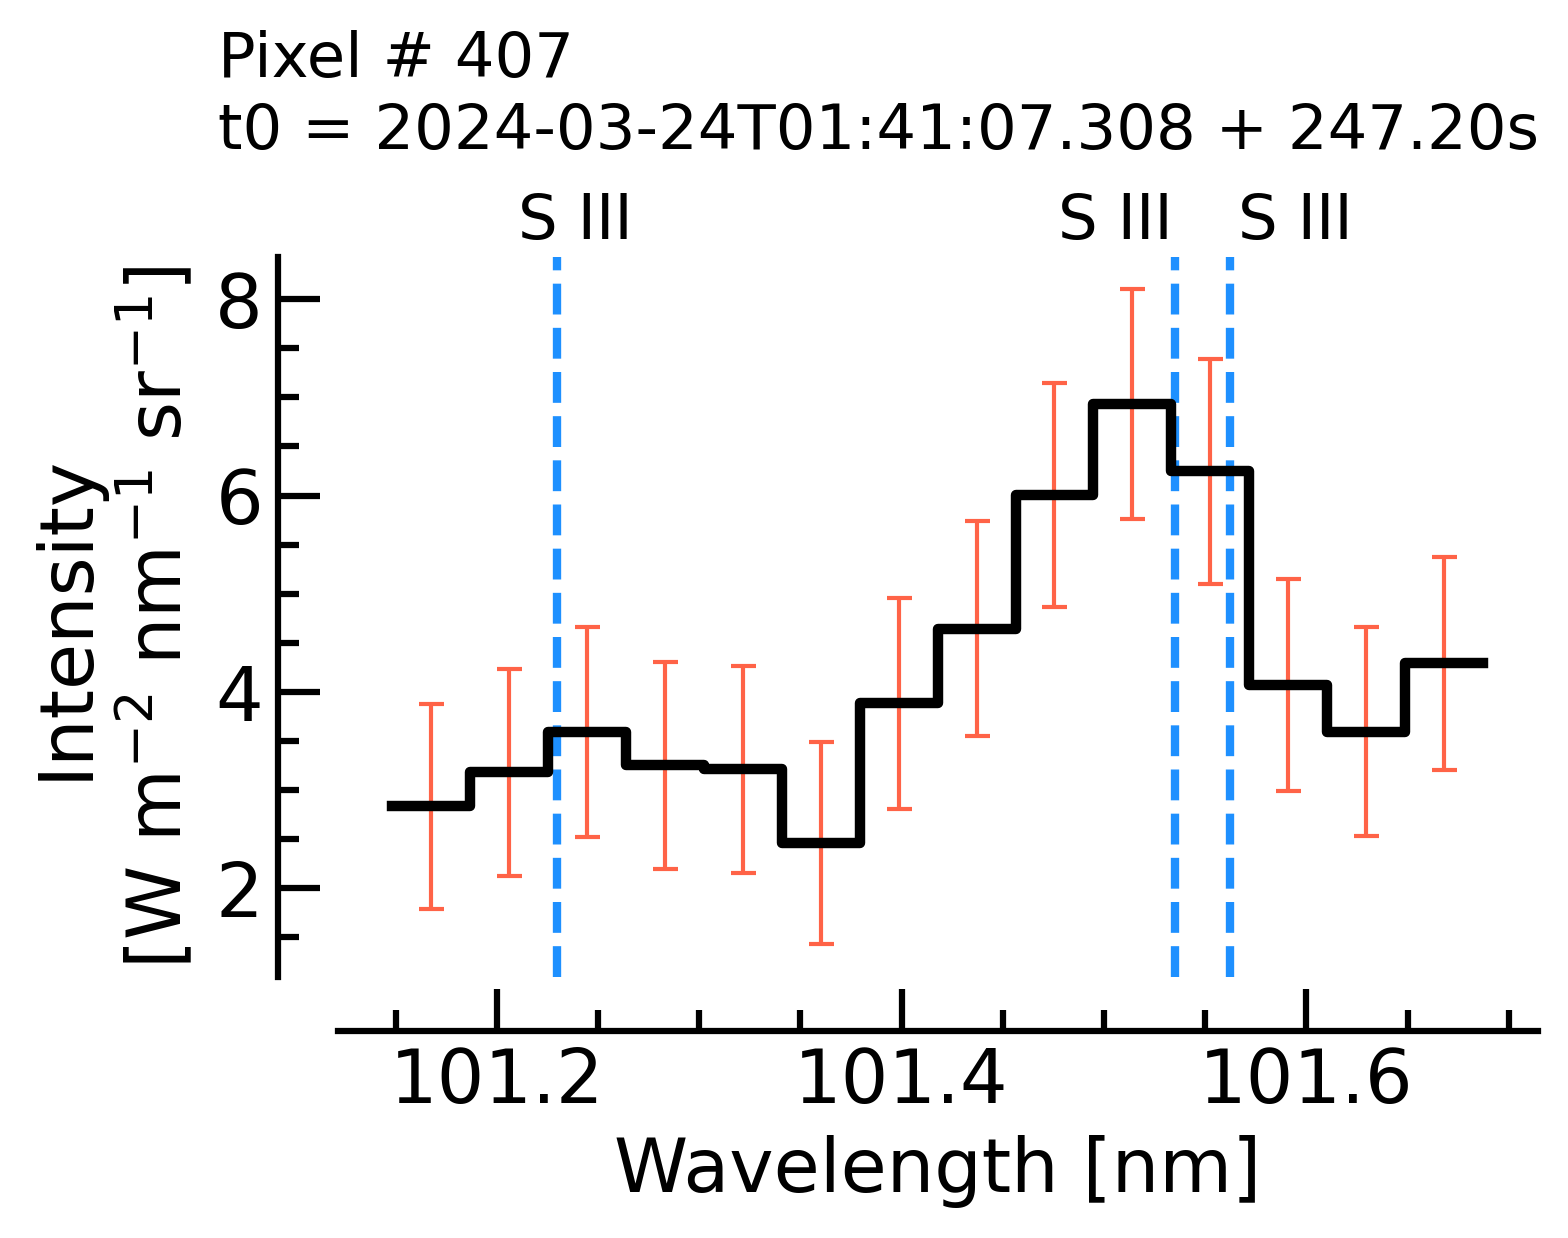 Pixel # 407
t0 = 2024-03-24T01:41:07.308 + 247.20s
S III S III S III
Intensity
[W m⁻² nm⁻¹ sr⁻¹]
8
6
4
2
101.2 101.4 101.6
Wavelength [nm]